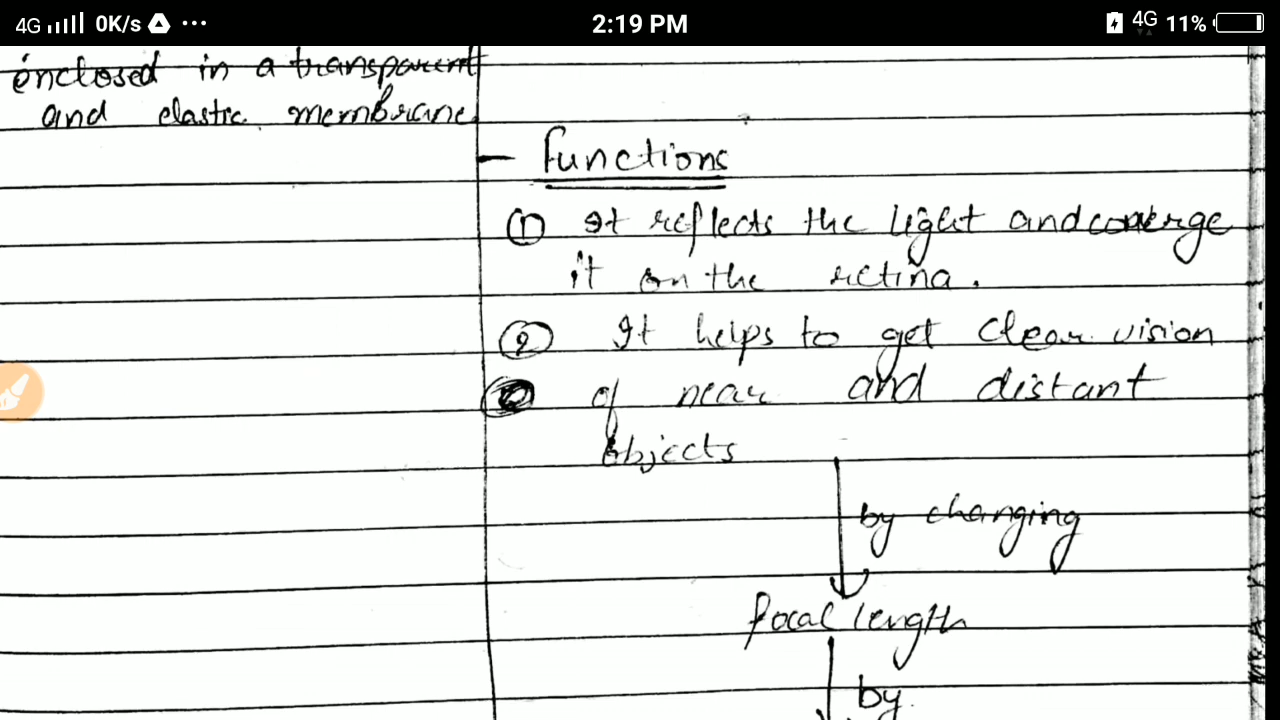 4G 0K/s ... 2:19 PM 4G 11%
enclosed in a transparent
and elastic membrane
— Functions
① It reflects the light and converge
it on the retina.
② It helps to get clear vision
of near and distant
objects
by changing
focal length
by